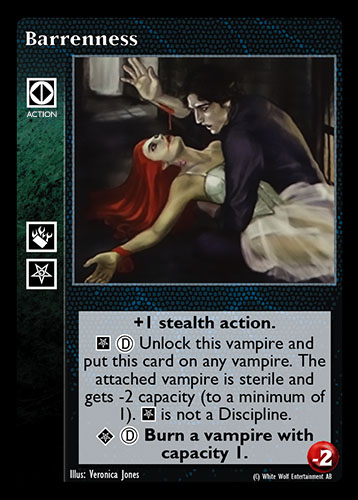 Barrenness
ACTION
+1 stealth action.
D Unlock this vampire and
put this card on any vampire. The
attached vampire is sterile and
gets -2 capacity (to a minimum of
1). is not a Discipline.
D Burn a vampire with
capacity 1.
-2
Illus: Veronica Jones
(C) White Wolf Entertainment AB